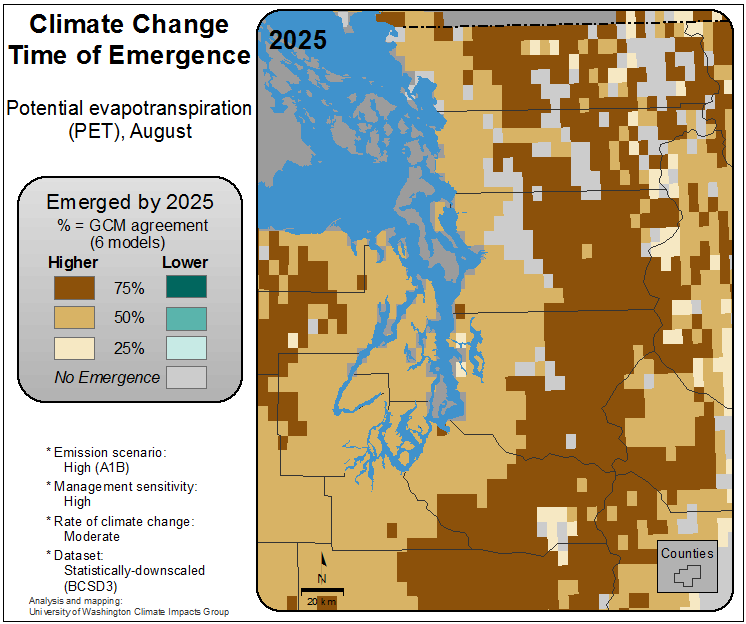 Climate Change
Time of Emergence
Potential evapotranspiration
(PET), August
Emerged by 2025
% = GCM agreement
(6 models)
Higher Lower
75%
50%
25%
No Emergence
* Emission scenario:
High (A1B)
* Management sensitivity:
High
* Rate of climate change:
Moderate
* Dataset:
Statistically-downscaled
(BCSD3)
Analysis and mapping:
University of Washington Climate Impacts Group
2025
N
20 km
Counties